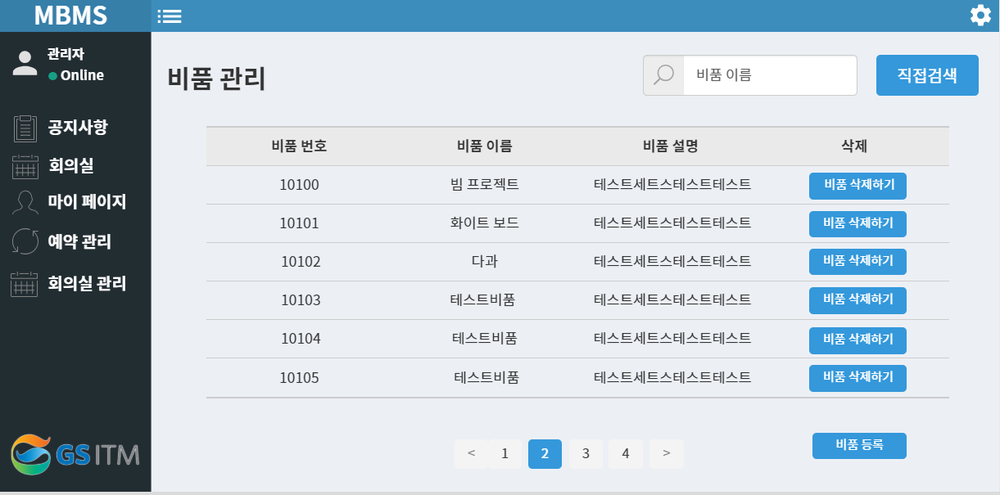 MBMS
관리자
Online
공지사항
회의실
마이 페이지
예약 관리
회의실 관리
GS ITM
비품 관리
비품 이름
직접검색
비품 번호 비품 이름 비품 설명 삭제
10100 빔 프로젝트 테스트세트스테스트테스트 비품 삭제하기
10101 화이트 보드 테스트세트스테스트테스트 비품 삭제하기
10102 다과 테스트세트스테스트테스트 비품 삭제하기
10103 테스트비품 테스트세트스테스트테스트 비품 삭제하기
10104 테스트비품 테스트세트스테스트테스트 비품 삭제하기
10105 테스트비품 테스트세트스테스트테스트 비품 삭제하기
< 1 2 3 4 >
비품 등록